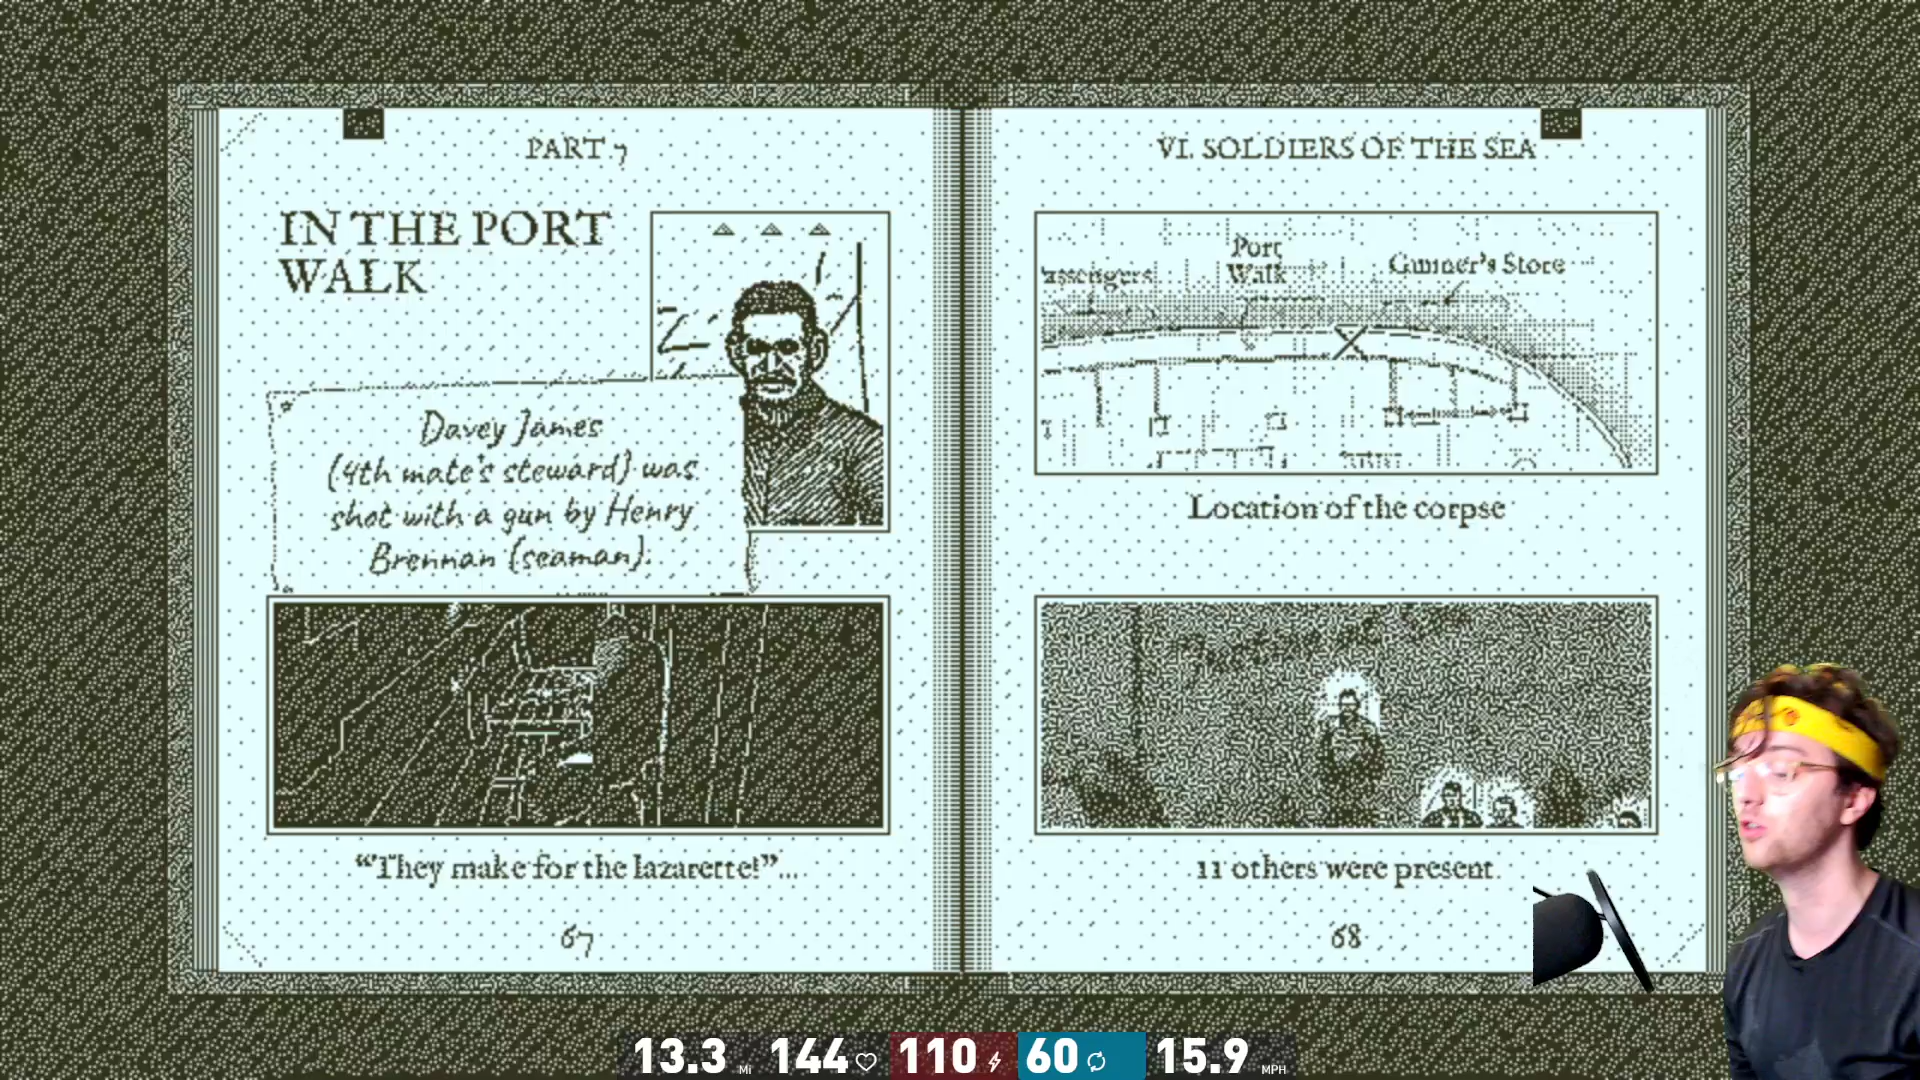 PART 7
IN THE PORT
WALK
Davey James
(4th mate's steward) was
shot with a gun by Henry
Brennan (seaman).
"They make for the lazarette!"...
67
VI. SOLDIERS OF THE SEA
Port
Walk
assengers
Gunner's Store
Location of the corpse
11 others were present
68
13.3 Mi 144 110 60 15.9 MPH